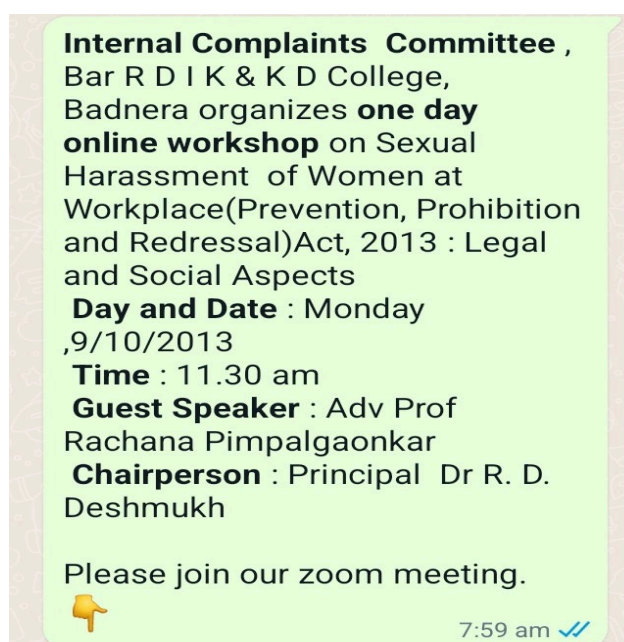 Internal Complaints Committee ,
Bar R D I K & K D College,
Badnera organizes one day
online workshop on Sexual
Harassment of Women at
Workplace(Prevention, Prohibition
and Redressal)Act, 2013 : Legal
and Social Aspects
Day and Date : Monday
,9/10/2013
Time : 11.30 am
Guest Speaker : Adv Prof
Rachana Pimpalgaonkar
Chairperson : Principal Dr R. D.
Deshmukh
Please join our zoom meeting.
👇
7:59 am